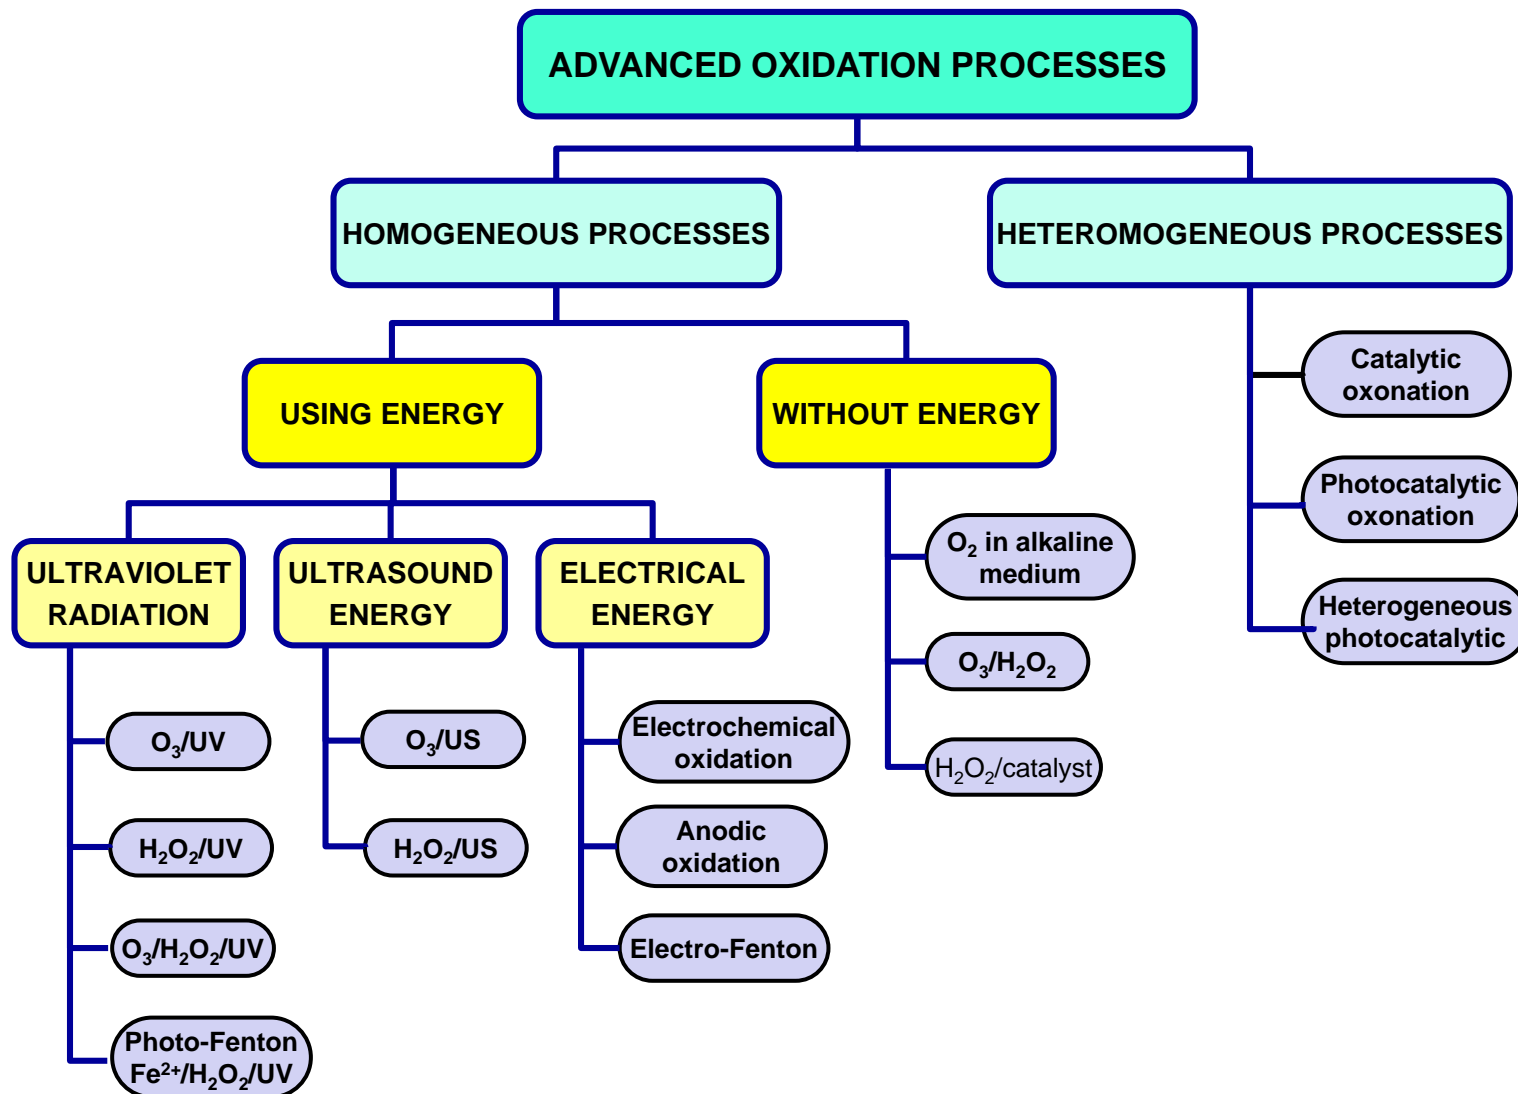 ADVANCED OXIDATION PROCESSES
HOMOGENEOUS PROCESSES
HETEROMOGENEOUS PROCESSES
USING ENERGY
WITHOUT ENERGY
ULTRAVIOLET
RADIATION
ULTRASOUND
ENERGY
ELECTRICAL
ENERGY
O₃/UV
H₂O₂/UV
O₃/H₂O₂/UV
Photo-Fenton
Fe²⁺/H₂O₂/UV
O₃/US
H₂O₂/US
Electrochemical
oxidation
Anodic
oxidation
Electro-Fenton
O₂ in alkaline
medium
O₃/H₂O₂
H₂O₂/catalyst
Catalytic
oxonation
Photocatalytic
oxonation
Heterogeneous
photocatalytic